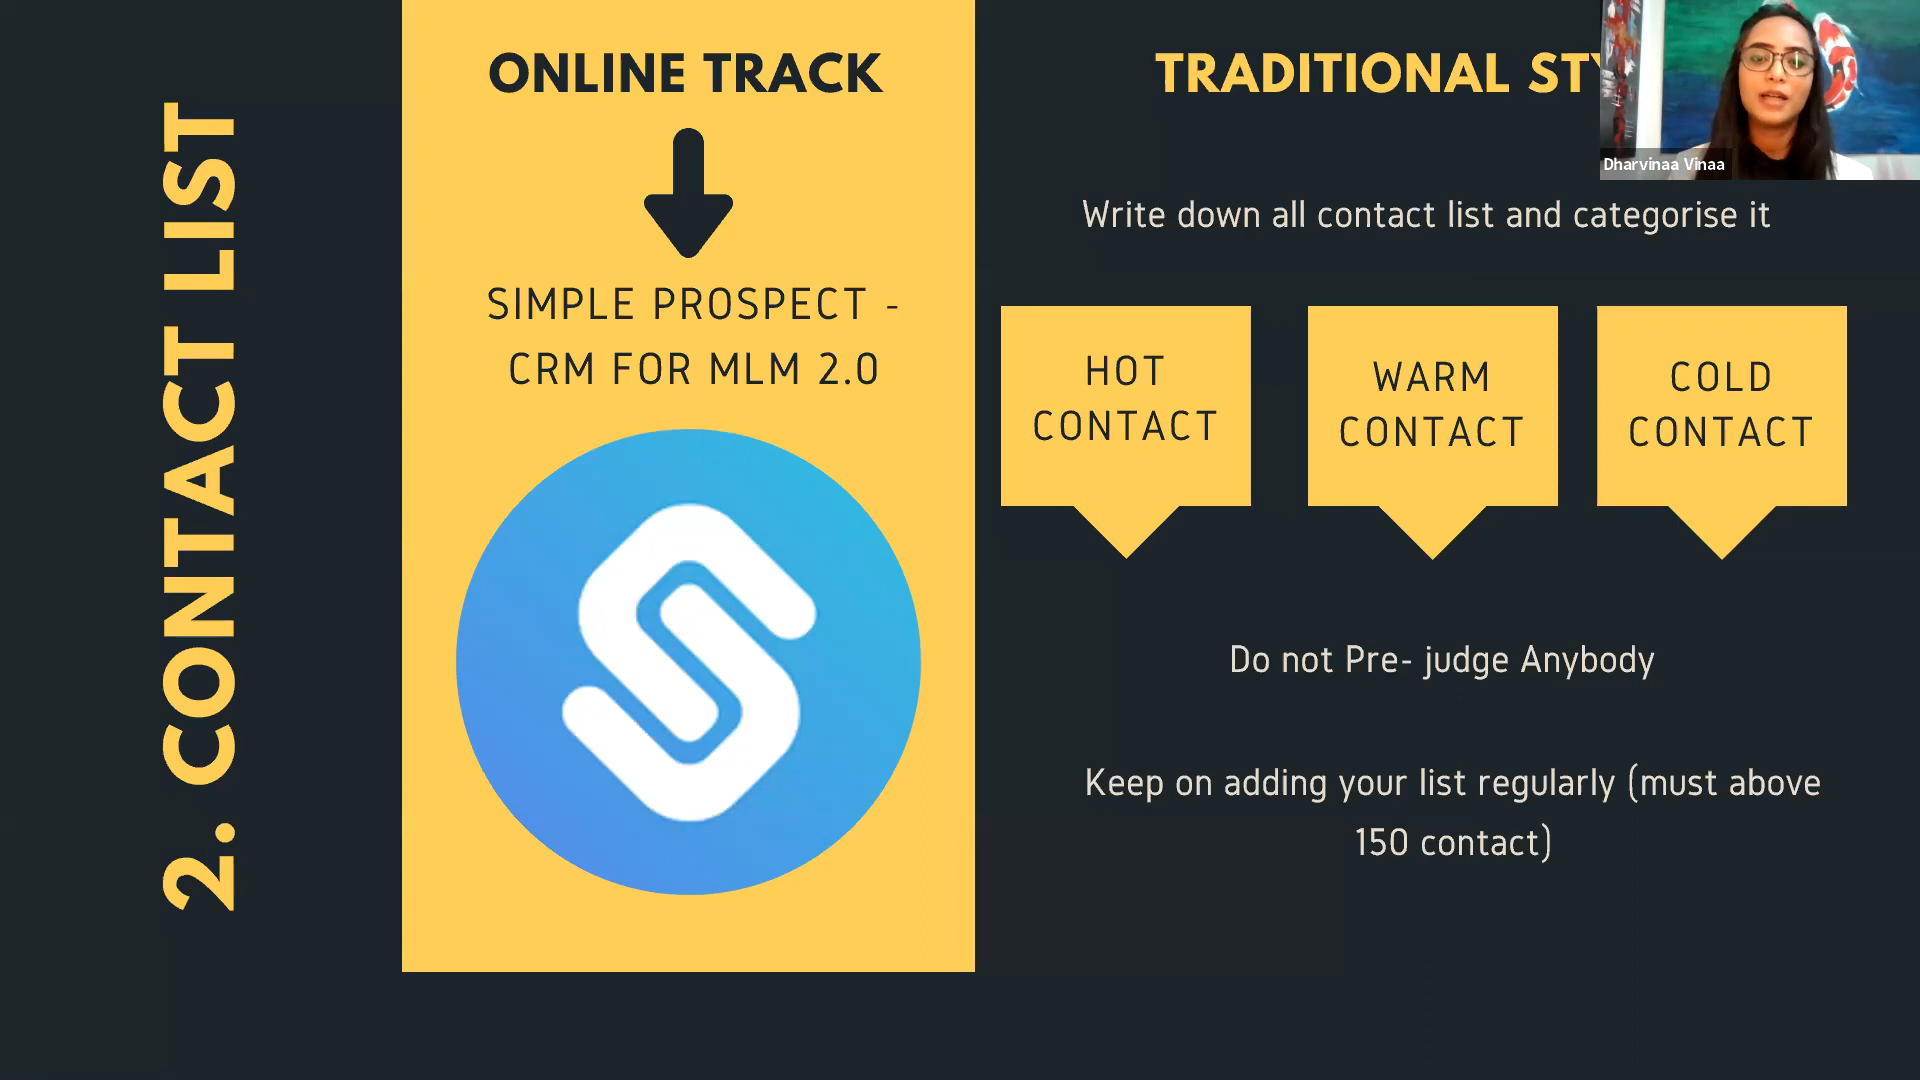 2. CONTACT LIST
ONLINE TRACK
SIMPLE PROSPECT -
CRM FOR MLM 2.0
TRADITIONAL
Dharvinaa Vinaa
Write down all contact list and categorise it
HOT
CONTACT
WARM
CONTACT
COLD
CONTACT
Do not Pre- judge Anybody
Keep on adding your list regularly (must above
150 contact)